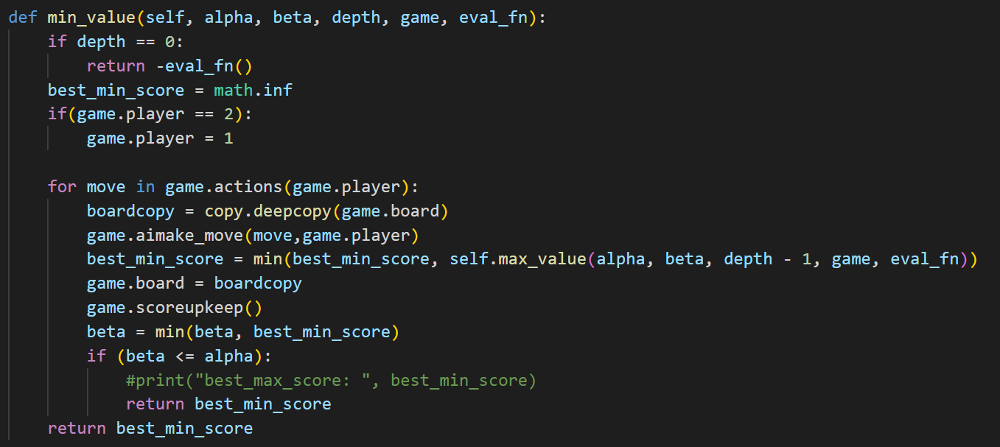 def min_value(self, alpha, beta, depth, game, eval_fn):
    if depth == 0:
        return -eval_fn()
    best_min_score = math.inf
    if(game.player == 2):
        game.player = 1

    for move in game.actions(game.player):
        boardcopy = copy.deepcopy(game.board)
        game.aimake_move(move,game.player)
        best_min_score = min(best_min_score, self.max_value(alpha, beta, depth - 1, game, eval_fn))
        game.board = boardcopy
        game.scoreupkeep()
        beta = min(beta, best_min_score)
        if (beta <= alpha):
            #print("best_max_score: ", best_min_score)
            return best_min_score
    return best_min_score